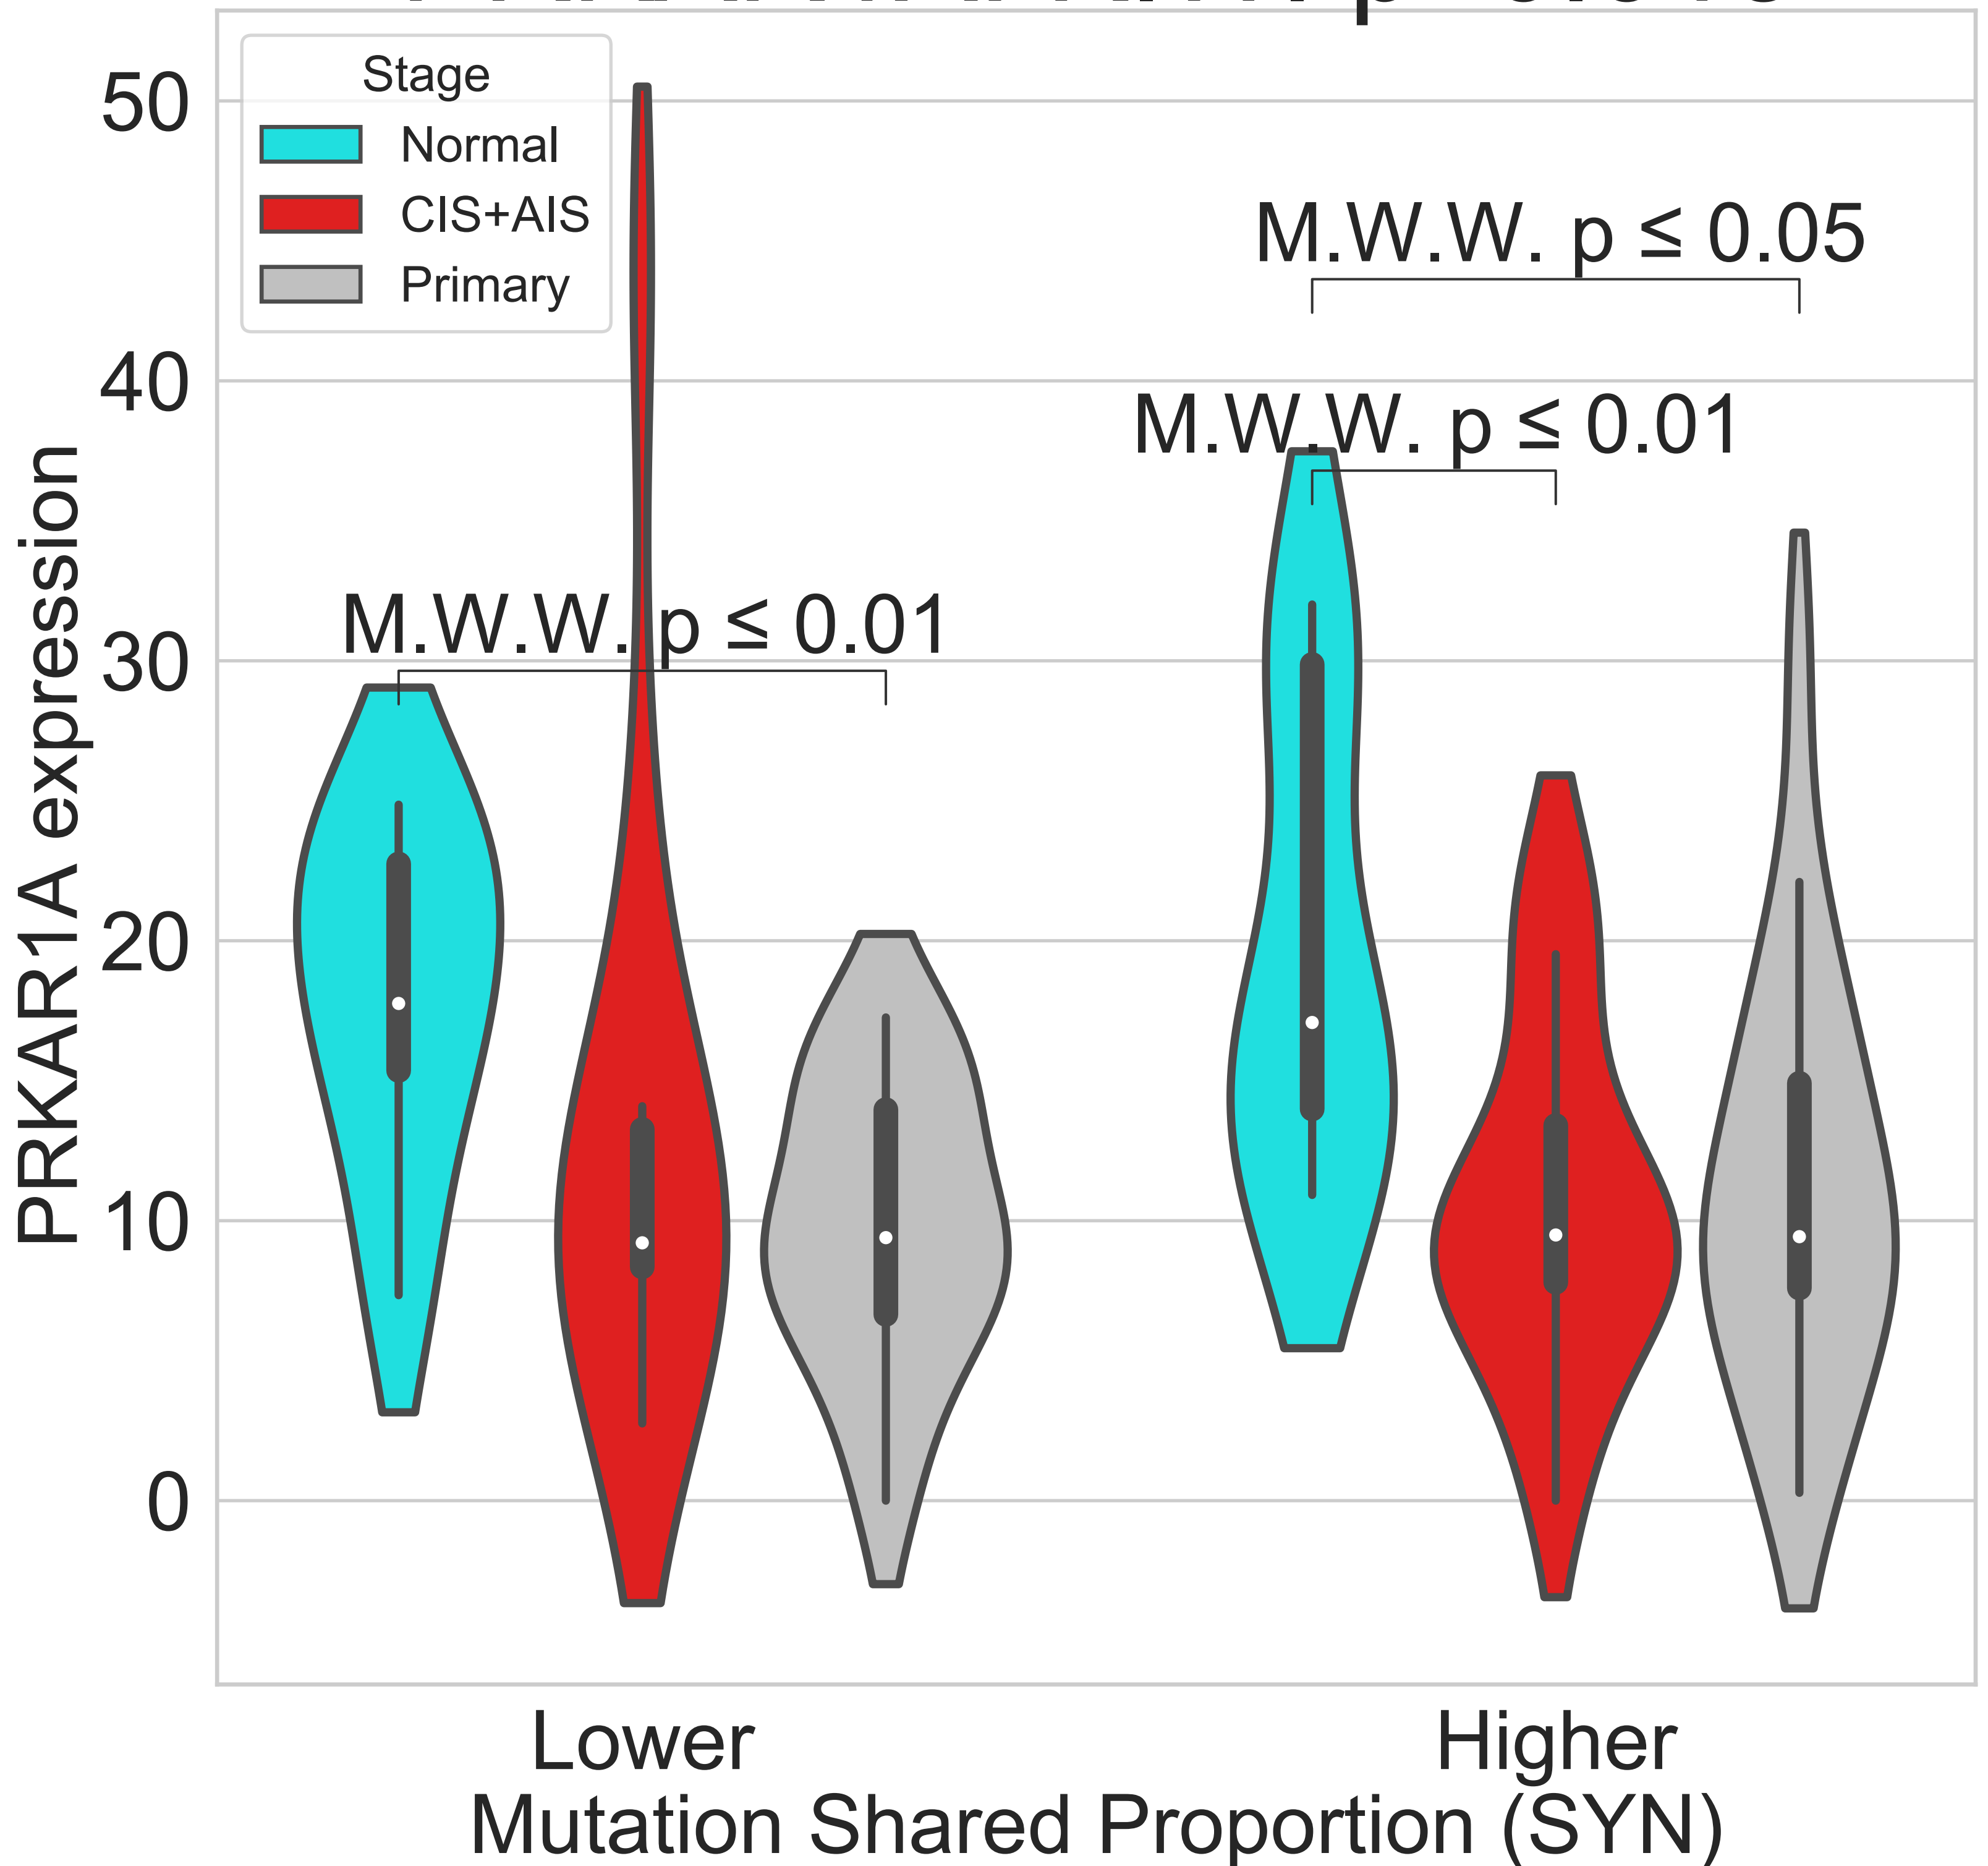 Stage
Normal
CIS+AIS
Primary
50
40
30
20
10
0
PRKAR1A expression
M.W.W. p ≤ 0.05
M.W.W. p ≤ 0.01
M.W.W. p ≤ 0.01
Lower
Higher
Mutation Shared Proportion (SYN)